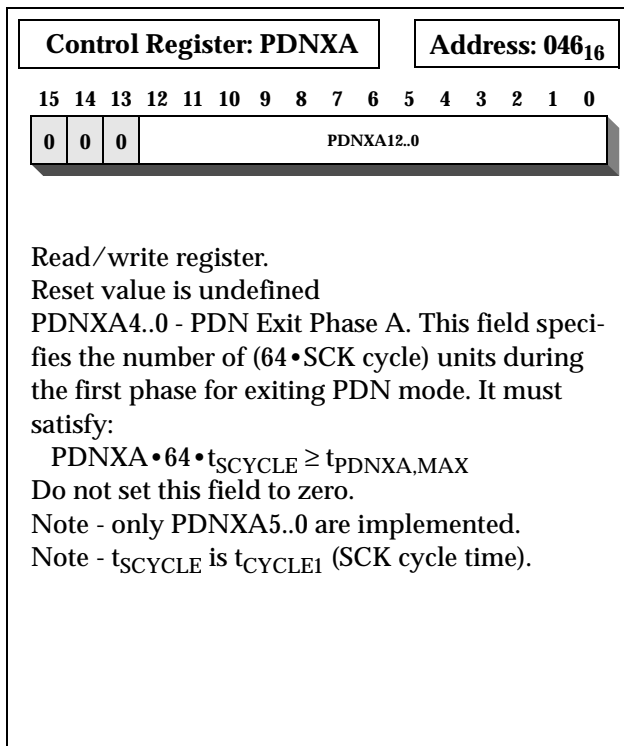 Control Register: PDNXA
Address: 046₁₆
15 14 13 12 11 10 9 8 7 6 5 4 3 2 1 0
0 0 0 PDNXA12..0
Read/write register.
Reset value is undefined
PDNXA4..0 - PDN Exit Phase A. This field speci-
fies the number of (64•SCK cycle) units during
the first phase for exiting PDN mode. It must
satisfy:
PDNXA•64•tSCYCLE ≥ tPDNXA,MAX
Do not set this field to zero.
Note - only PDNXA5..0 are implemented.
Note - tSCYCLE is tCYCLE1 (SCK cycle time).